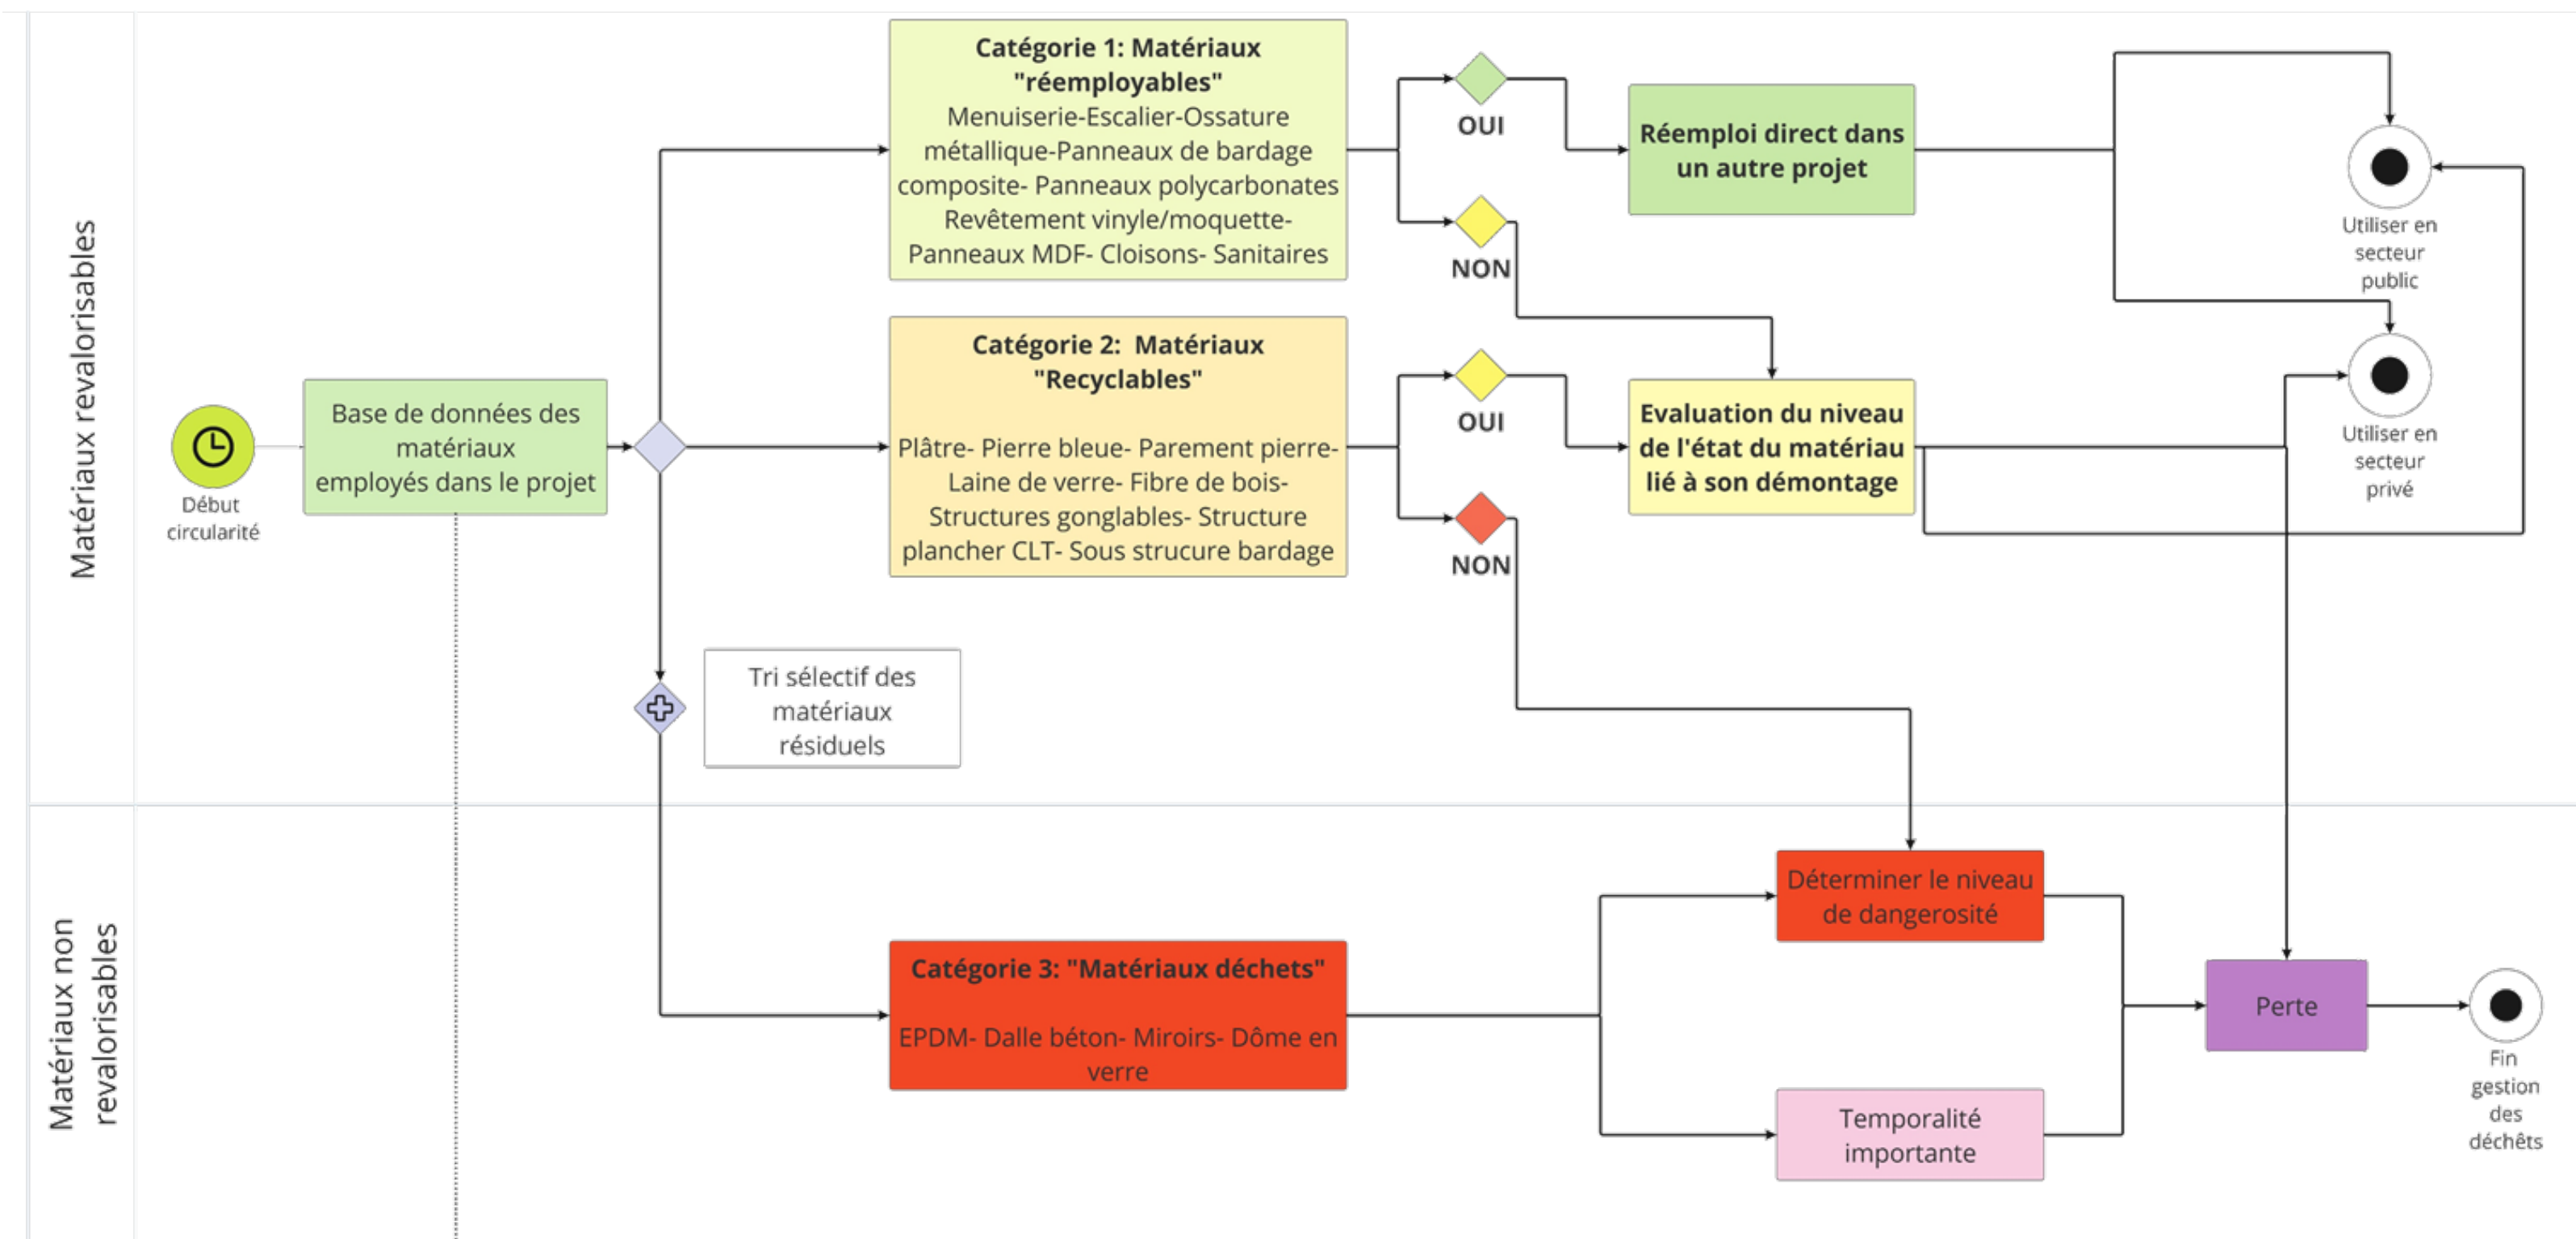 Matériaux revalorisables
Début
circularité
Base de données des
matériaux
employés dans le projet
Catégorie 1: Matériaux
"réemployables"
Menuiserie-Escalier-Ossature
métallique-Panneaux de bardage
composite- Panneaux polycarbonates
Revêtement vinyle/moquette-
Panneaux MDF- Cloisons- Sanitaires
OUI
NON
Réemploi direct dans
un autre projet
Utiliser en
secteur
public
Catégorie 2: Matériaux
"Recyclables"
Plâtre- Pierre bleue- Parement pierre-
Laine de verre- Fibre de bois-
Structures gonglables- Structure
plancher CLT- Sous strucure bardage
OUI
NON
Evaluation du niveau
de l'état du matériau
lié à son démontage
Utiliser en
secteur
privé
Tri sélectif des
matériaux
résiduels
Matériaux non
revalorisables
Catégorie 3: "Matériaux déchets"
EPDM- Dalle béton- Miroirs- Dôme en
verre
Déterminer le niveau
de dangerosité
Temporalité
importante
Perte
Fin
gestion
des
déchêts